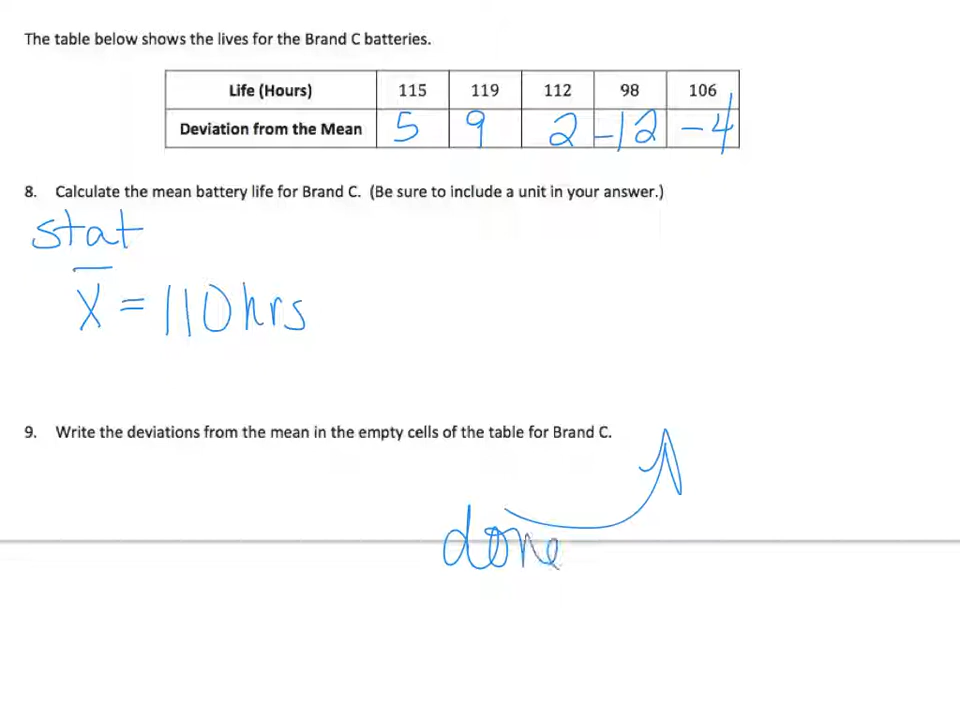 The table below shows the lives for the Brand C batteries.
Life (Hours) 115 119 112 98 106
Deviation from the Mean 5 9 2 -12 -4
8. Calculate the mean battery life for Brand C. (Be sure to include a unit in your answer.)
stat
x̄ = 110 hrs
9. Write the deviations from the mean in the empty cells of the table for Brand C.
done